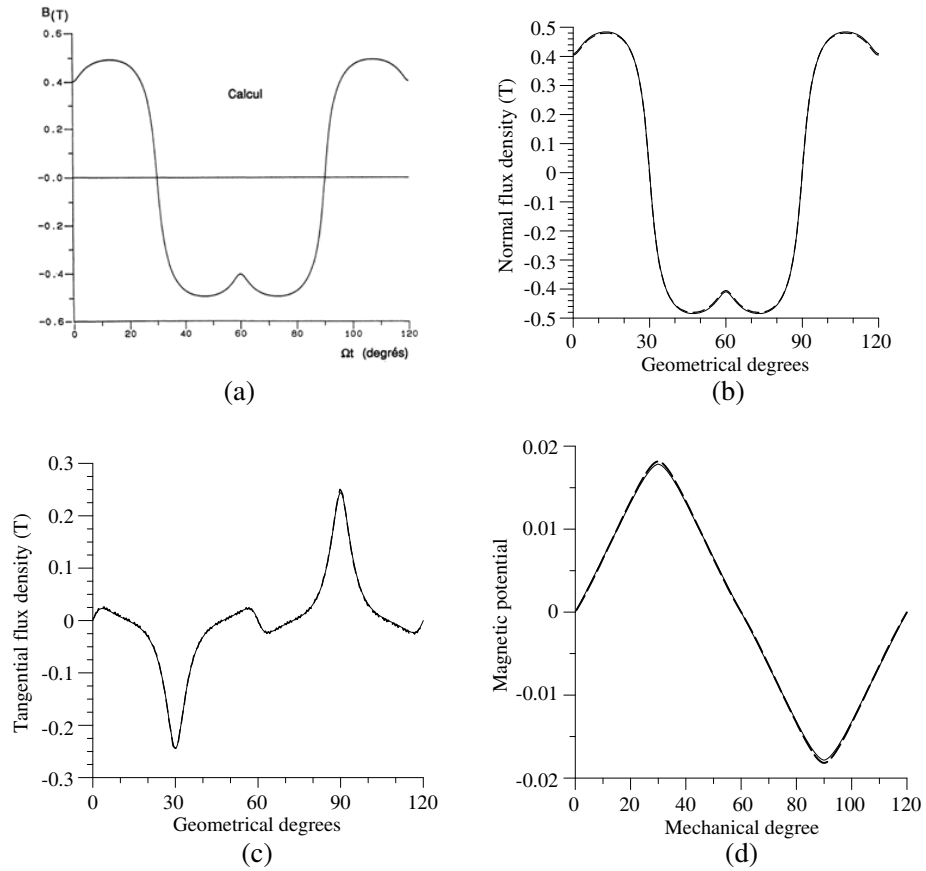 B(T)
0.6
0.4
0.2
-0.0
-0.2
-0.4
-0.6
Calcul
0 20 40 60 80 100 120
Ωt (degrés)
(a)
Normal flux density (T)
0.5
0.4
0.3
0.2
0.1
0
-0.1
-0.2
-0.3
-0.4
-0.5
0 30 60 90 120
Geometrical degrees
(b)
Tangential flux density (T)
0.3
0.2
0.1
0
-0.1
-0.2
-0.3
0 30 60 90 120
Geometrical degrees
(c)
Magnetic potential
0.02
0.01
0
-0.01
-0.02
0 20 40 60 80 100 120
Mechanical degree
(d)